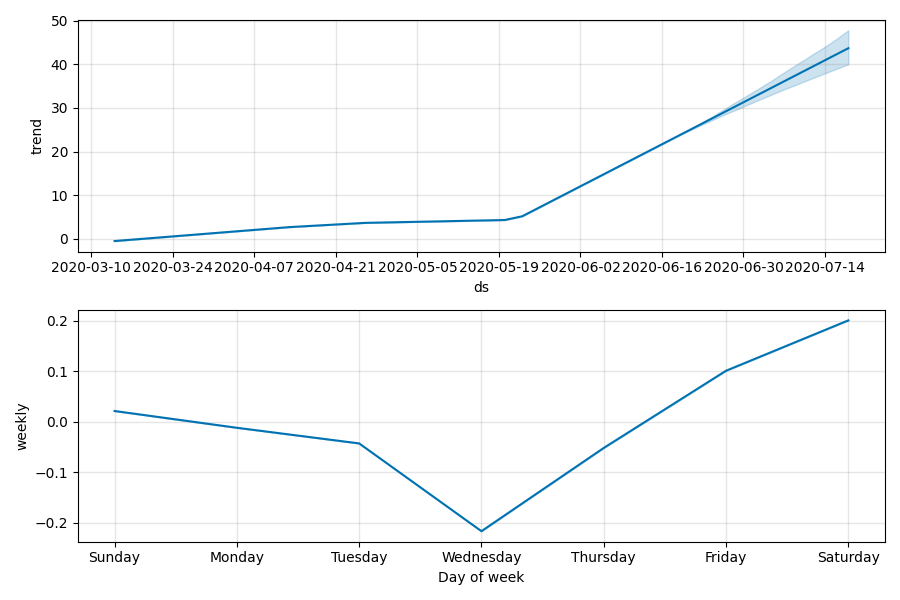 50
40
30
20
10
0
trend
2020-03-10 2020-03-24 2020-04-07 2020-04-21 2020-05-05 2020-05-19 2020-06-02 2020-06-16 2020-06-30 2020-07-14
ds
0.2
0.1
0.0
−0.1
−0.2
weekly
Sunday Monday Tuesday Wednesday Thursday Friday Saturday
Day of week